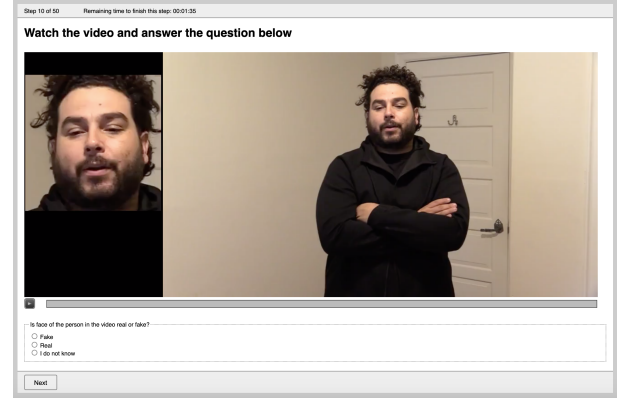 Step 10 of 50 Remaining time to finish this step: 00:01:35
Watch the video and answer the question below
Is face of the person in the video real or fake?
Fake
Real
I do not know
Next